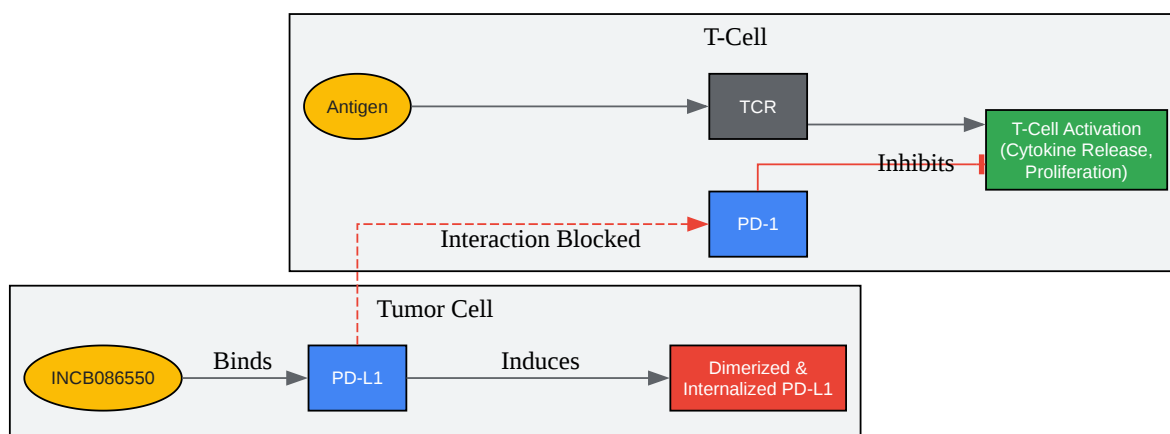 T-Cell
Antigen
TCR
T-Cell Activation
(Cytokine Release,
Proliferation)
Inhibits
PD-1
Interaction Blocked
Tumor Cell
INCB086550
Binds
PD-L1
Induces
Dimerized &
Internalized PD-L1